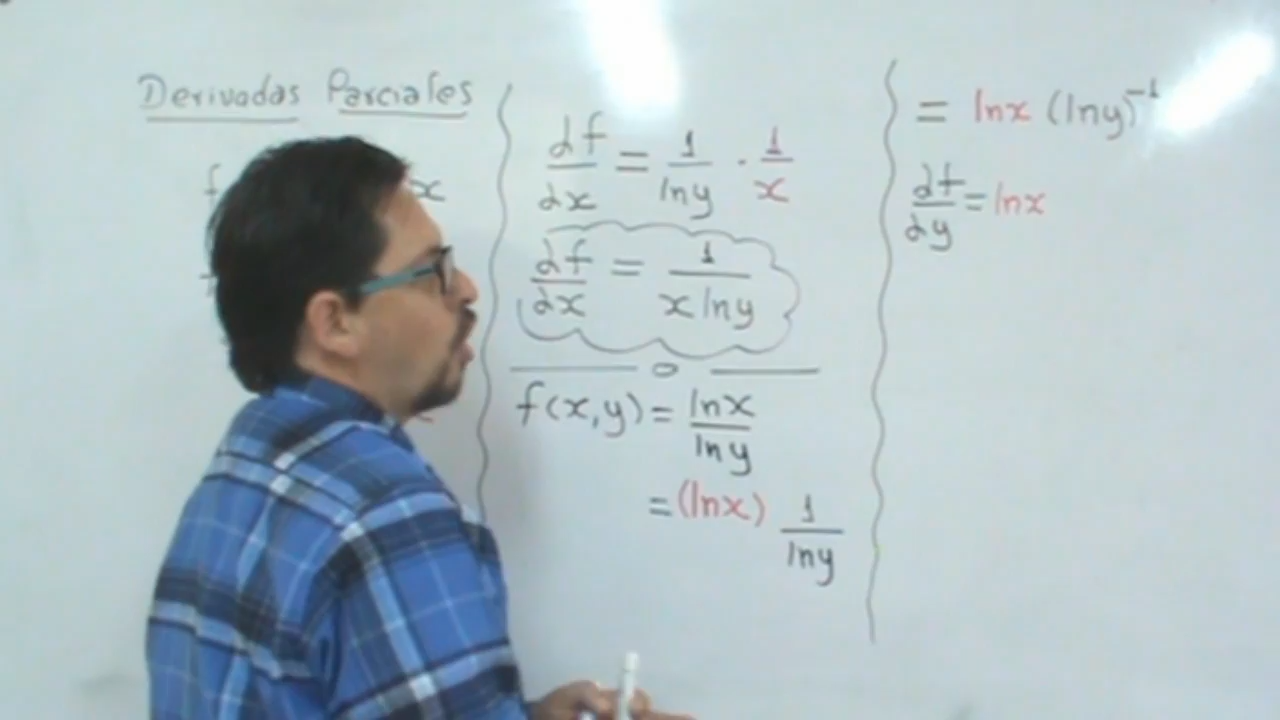 Derivadas Parciales
f x
f
∂f/∂x = 1/lny · 1/x
∂f/∂x = 1/x lny
f(x,y) = lnx/lny
= (lnx) 1/lny
= lnx (lny)⁻¹
∂f/∂y = lnx